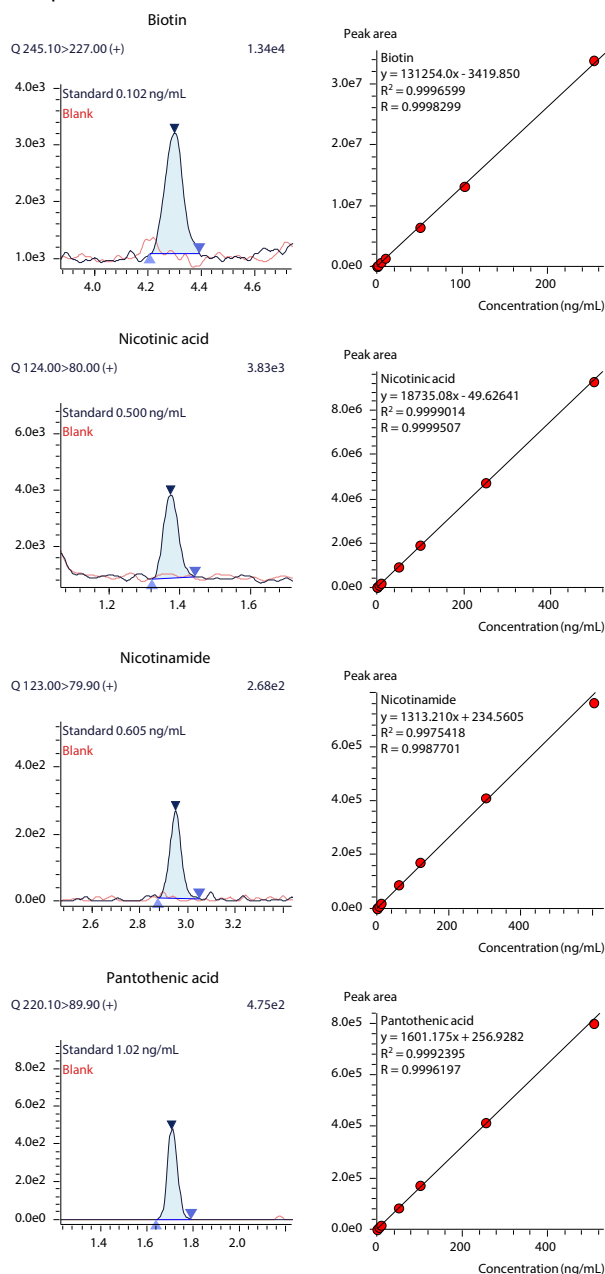 Biotin
Q 245.10>227.00 (+) 1.34e4
Standard 0.102 ng/mL
Blank
4.0e3
3.0e3
2.0e3
1.0e3
4.0 4.2 4.4 4.6
Peak area
Biotin
y = 131254.0x - 3419.850
R² = 0.9996599
R = 0.9998299
3.0e7
2.0e7
1.0e7
0.0e0
0 100 200
Concentration (ng/mL)
Nicotinic acid
Q 124.00>80.00 (+) 3.83e3
Standard 0.500 ng/mL
Blank
6.0e3
4.0e3
2.0e3
1.2 1.4 1.6
Peak area
Nicotinic acid
y = 18735.08x - 49.62641
R² = 0.9999014
R = 0.9999507
8.0e6
6.0e6
4.0e6
2.0e6
0.0e0
0 200 400
Concentration (ng/mL)
Nicotinamide
Q 123.00>79.90 (+) 2.68e2
Standard 0.605 ng/mL
Blank
4.0e2
2.0e2
0.0e0
2.6 2.8 3.0 3.2
Peak area
Nicotinamide
y = 1313.210x + 234.5605
R² = 0.9975418
R = 0.9987701
6.0e5
4.0e5
2.0e5
0.0e0
0 200 400
Concentration (ng/mL)
Pantothenic acid
Q 220.10>89.90 (+) 4.75e2
Standard 1.02 ng/mL
Blank
8.0e2
6.0e2
4.0e2
2.0e2
0.0e0
1.4 1.6 1.8 2.0
Peak area
Pantothenic acid
y = 1601.175x + 256.9282
R² = 0.9992395
R = 0.9996197
8.0e5
6.0e5
4.0e5
2.0e5
0.0e0
0 200 400
Concentration (ng/mL)